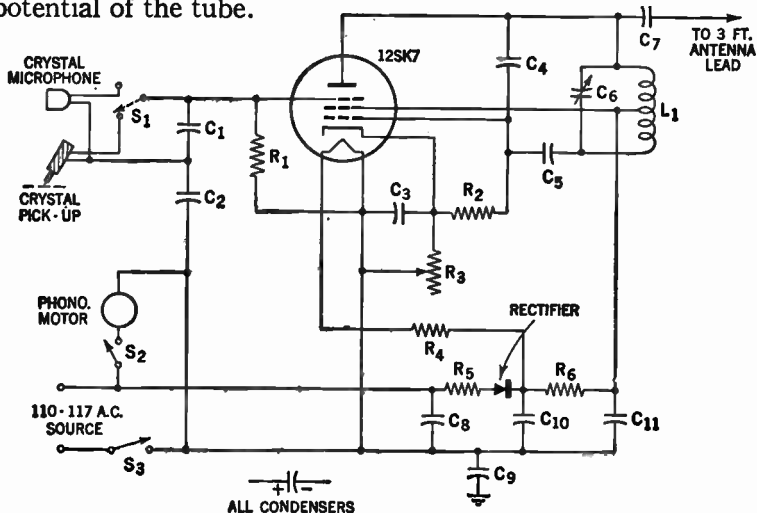 potential of the tube.
12SK7
C4
C7
TO 3 FT.
ANTENNA
LEAD
CRYSTAL
MICROPHONE
S1
C1
R1
C6
L1
C5
CRYSTAL
PICK-UP
C2
C3
R2
R3
PHONO.
MOTOR
S2
R4
RECTIFIER
R5
R6
110-117 A.C.
SOURCE
C8
C10
C11
S3
C9
+ -
ALL CONDENSERS